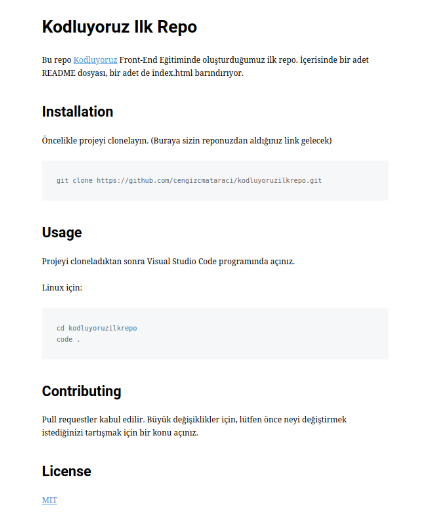 Kodluyoruz Ilk Repo
Bu repo Kodluyoruz Front-End Eğitiminde oluşturduğumuz ilk repo. İçerisinde bir adet
README dosyası, bir adet de index.html barındırıyor.
Installation
Öncelikle projeyi clonelayın. (Buraya sizin reponuzdan aldığınız link gelecek)
git clone https://github.com/cengizcmataraci/kodluyoruzilkrepo.git
Usage
Projeyi cloneladıktan sonra Visual Studio Code programında açınız.
Linux için:
cd kodluyoruzilkrepo
code .
Contributing
Pull requestler kabul edilir. Büyük değişiklikler için, lütfen önce neyi değiştirmek
istediğinizi tartışmak için bir konu açınız.
License
MIT